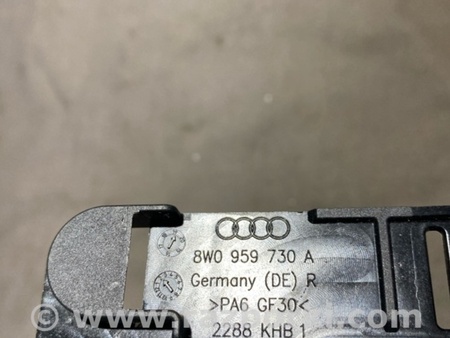 8W0 959 730 A
Germany (DE) R
>PA6 GF30<
2288 KHB 1